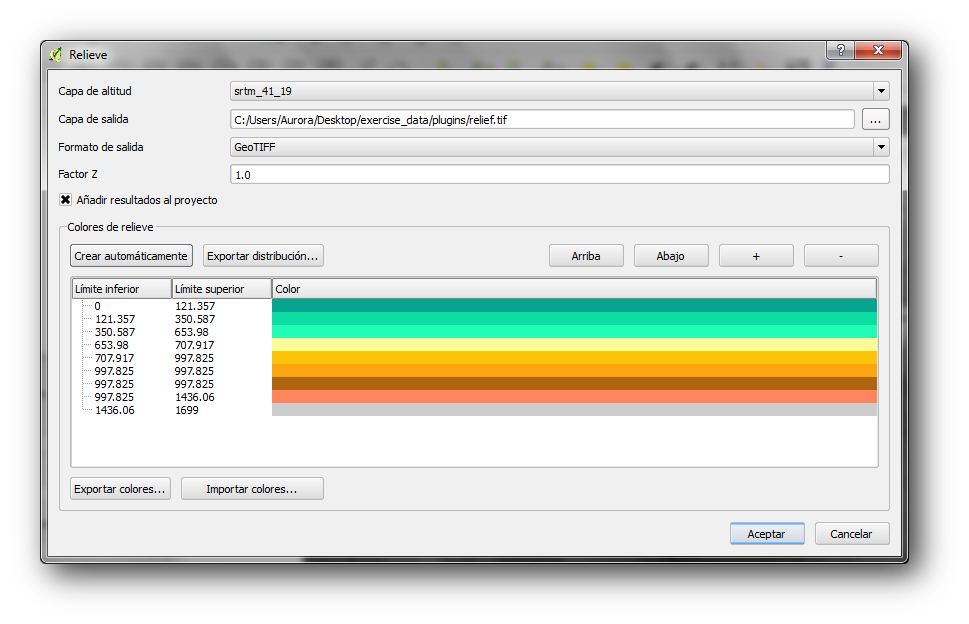 Relieve
Capa de altitud srtm_41_19
Capa de salida C:/Users/Aurora/Desktop/exercise_data/plugins/relief.tif ...
Formato de salida GeoTIFF
Factor Z 1.0
Añadir resultados al proyecto
Colores de relieve
Crear automáticamente Exportar distribución... Arriba Abajo + -
Límite inferior Límite superior Color
0 121.357
121.357 350.587
350.587 653.98
653.98 707.917
707.917 997.825
997.825 997.825
997.825 997.825
997.825 1436.06
1436.06 1699
Exportar colores... Importar colores...
Aceptar Cancelar